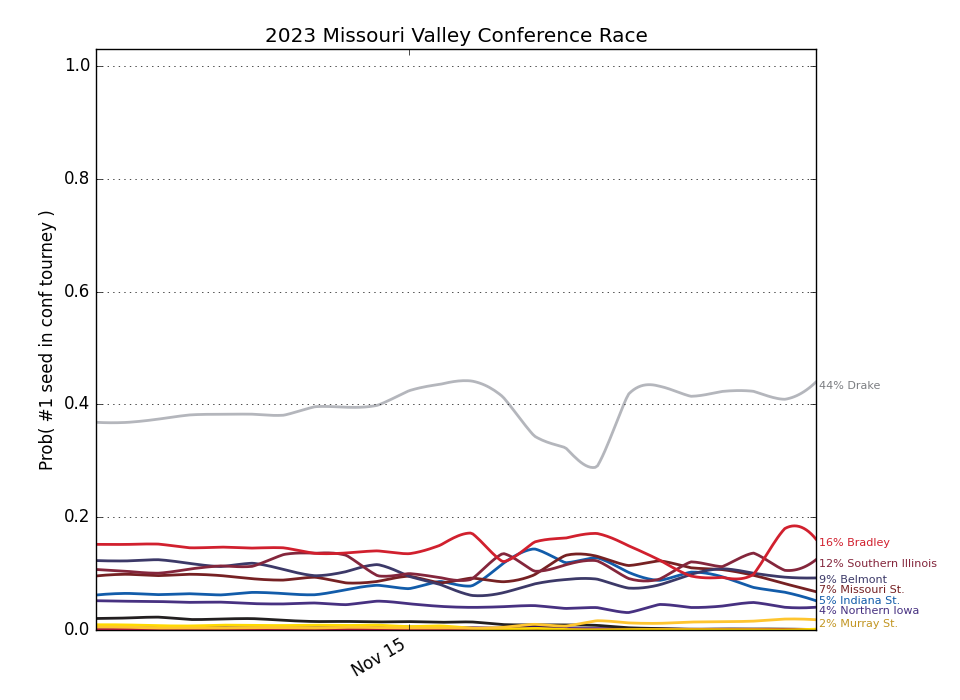 2023 Missouri Valley Conference Race
Prob( #1 seed in conf tourney )
1.0
0.8
0.6
0.4
0.2
0.0
Nov 15
44% Drake
16% Bradley
12% Southern Illinois
9% Belmont
7% Missouri St.
5% Indiana St.
4% Northern Iowa
2% Murray St.